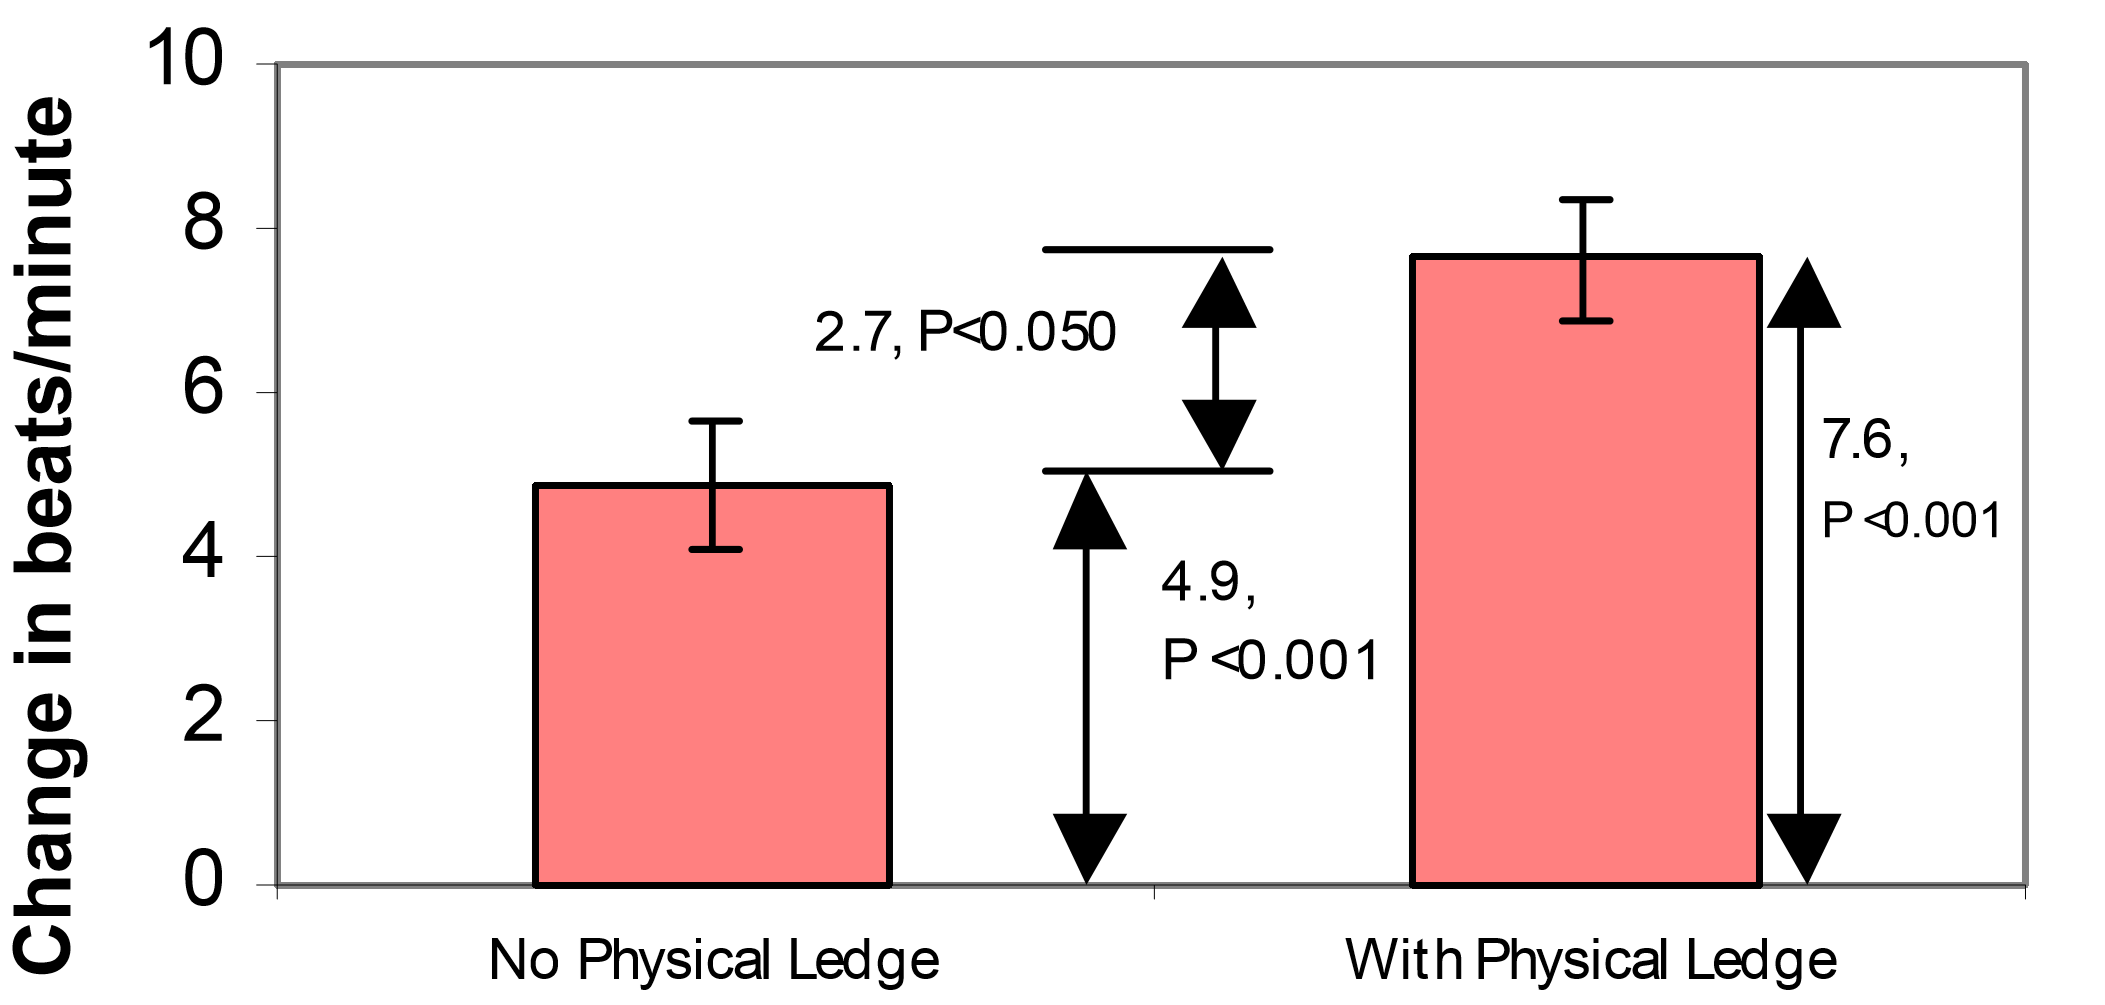 Change in beats/minute
10
8
6
4
2
0
2.7, P<0.050
4.9,
P <0.001
7.6,
P <0.001
No Physical Ledge
With Physical Ledge